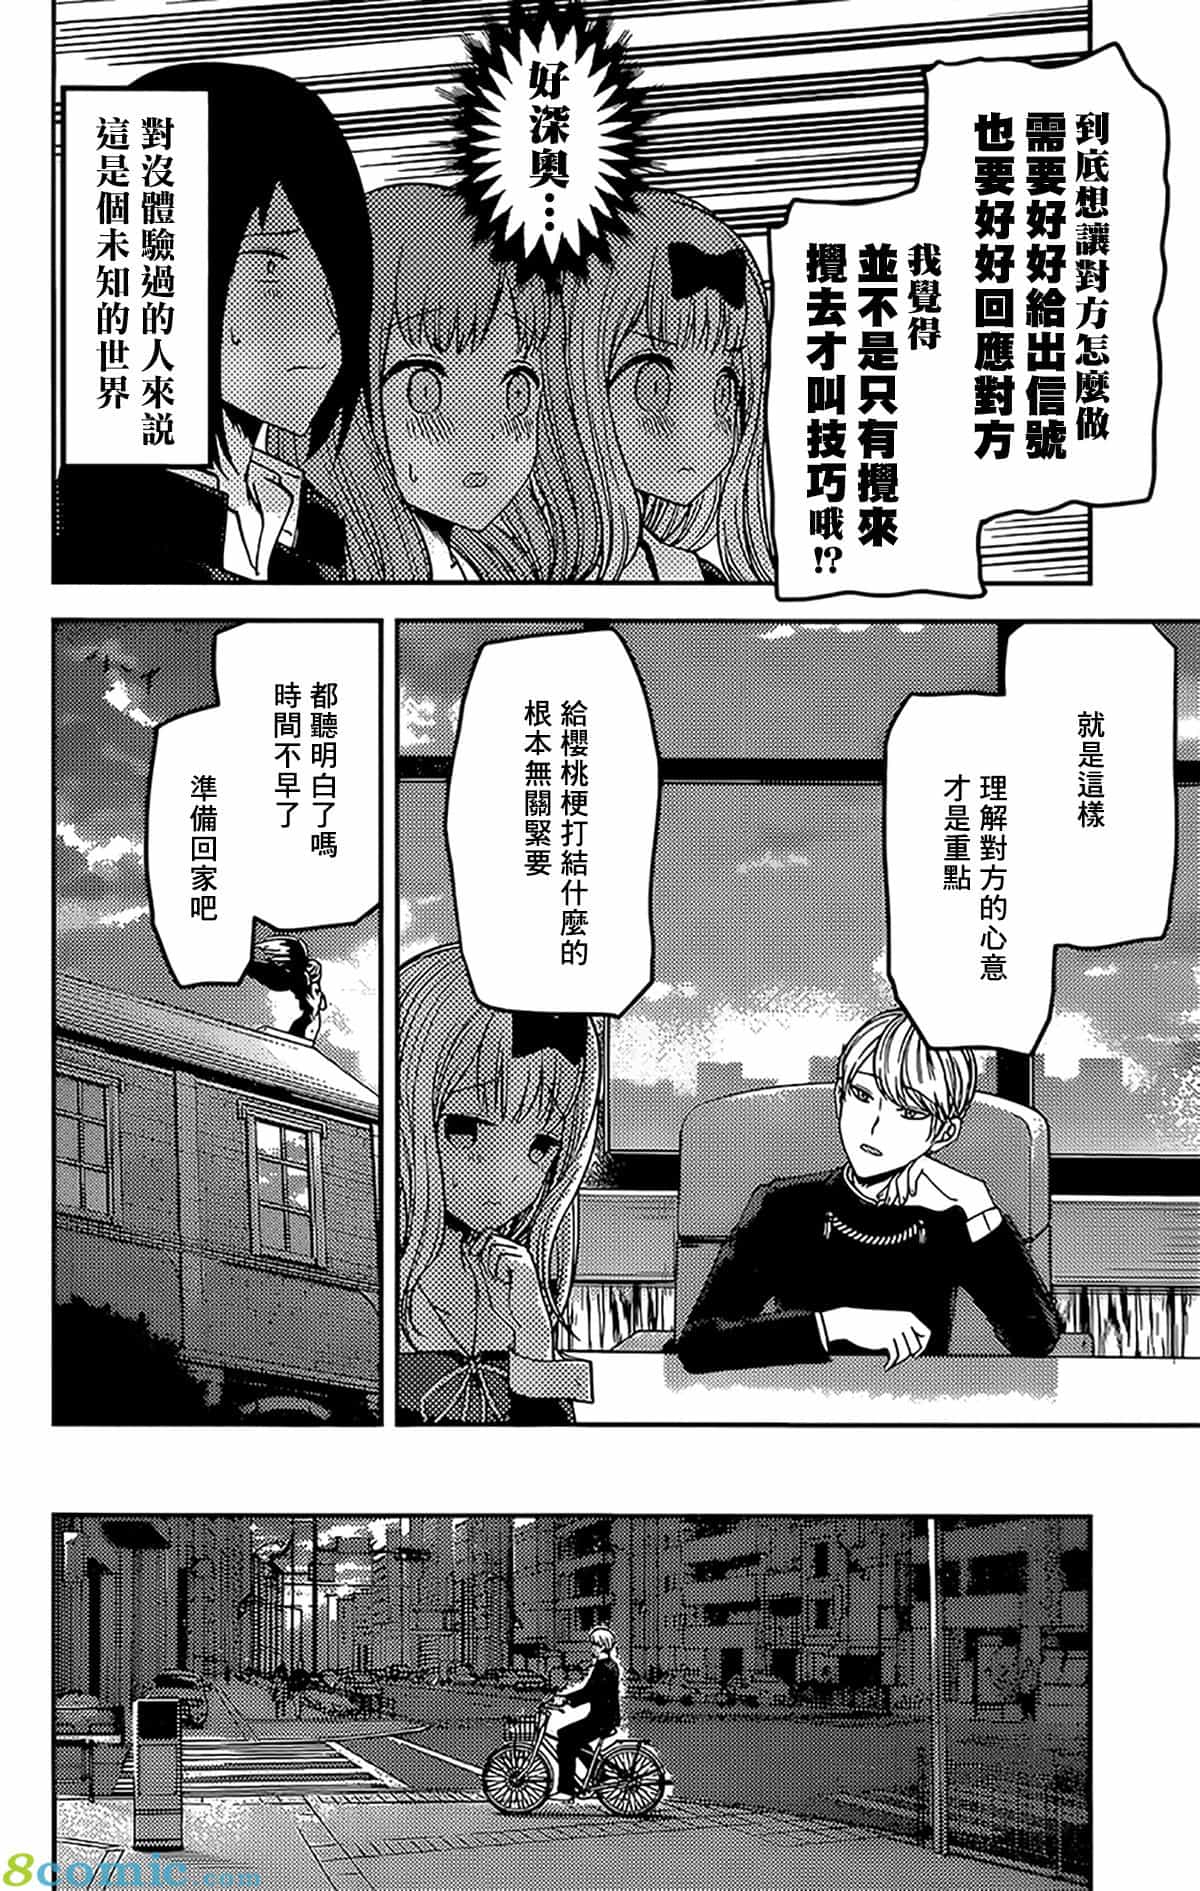 到底想讓對方怎麼做
需要好好給出信號
也要好好回應對方
我覺得
並不是只有攪來
攪去才叫技巧哦!?
好深奧…
對沒體驗過的人來説
這是個未知的世界
就是這樣
理解對方的心意
才是重點
給櫻桃梗打結什麼的
根本無關緊要
都聽明白了嗎
時間不早了
準備回家吧
8comic.com